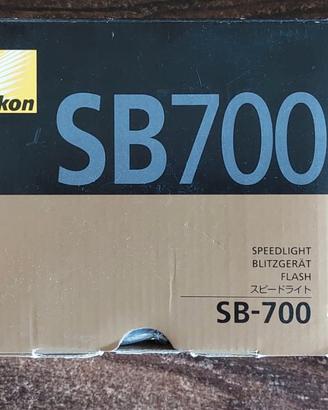 kon
SB700
SPEEDLIGHT
BLITZGERÄT
FLASH
スピードライト
SB-700